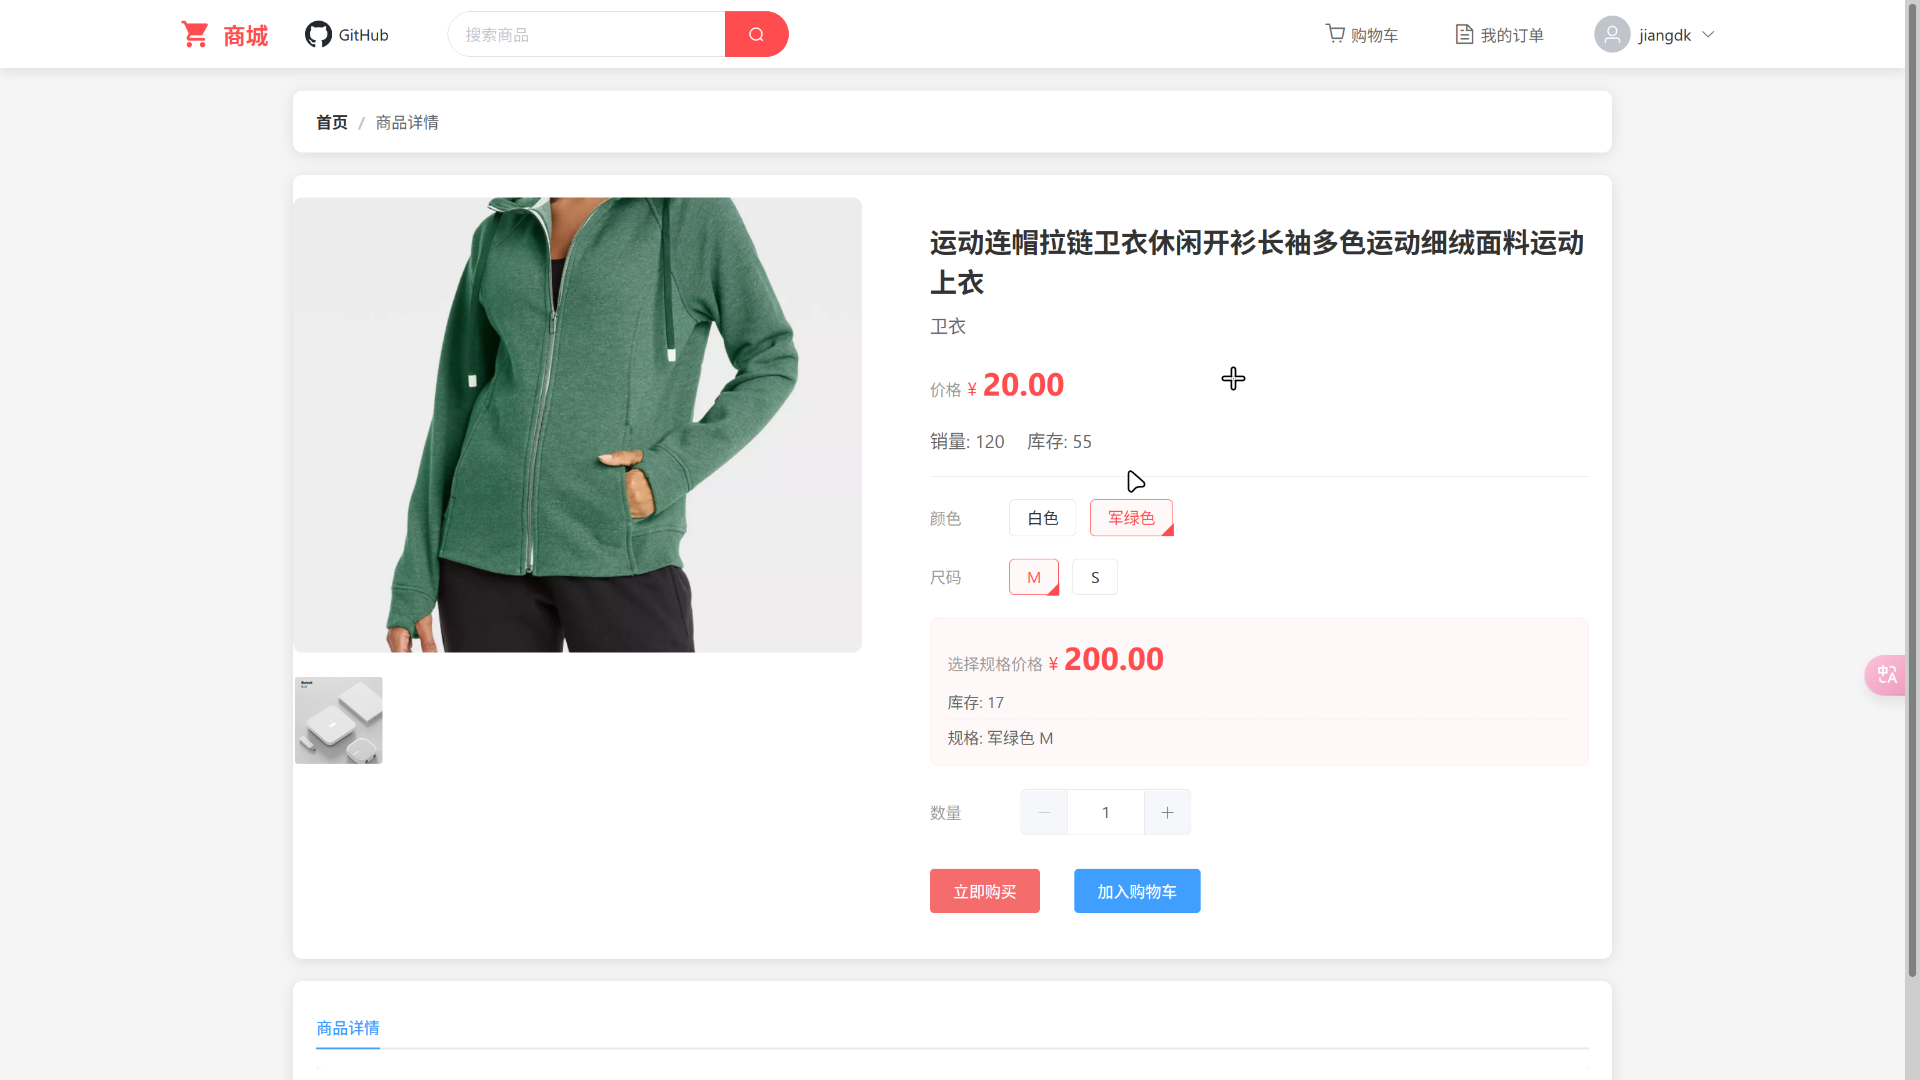 商城
GitHub
搜索商品
购物车
我的订单
jiangdk
首页 / 商品详情
运动连帽拉链卫衣休闲开衫长袖多色运动细绒面料运动
上衣
卫衣
价格 ¥ 20.00
销量: 120 库存: 55
颜色 白色 军绿色
尺码 M S
选择规格价格 ¥ 200.00
库存: 17
规格: 军绿色 M
数量 1
立即购买 加入购物车
商品详情